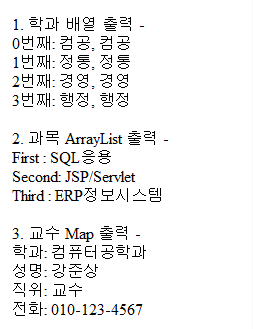 1. 학과 배열 출력 -
0번째: 컴공, 컴공
1번째: 정통, 정통
2번째: 경영, 경영
3번째: 행정, 행정
2. 과목 ArrayList 출력 -
First : SQL응용
Second: JSP/Servlet
Third : ERP정보시스템
3. 교수 Map 출력 -
학과: 컴퓨터공학과
성명: 강준상
직위: 교수
전화: 010-123-4567